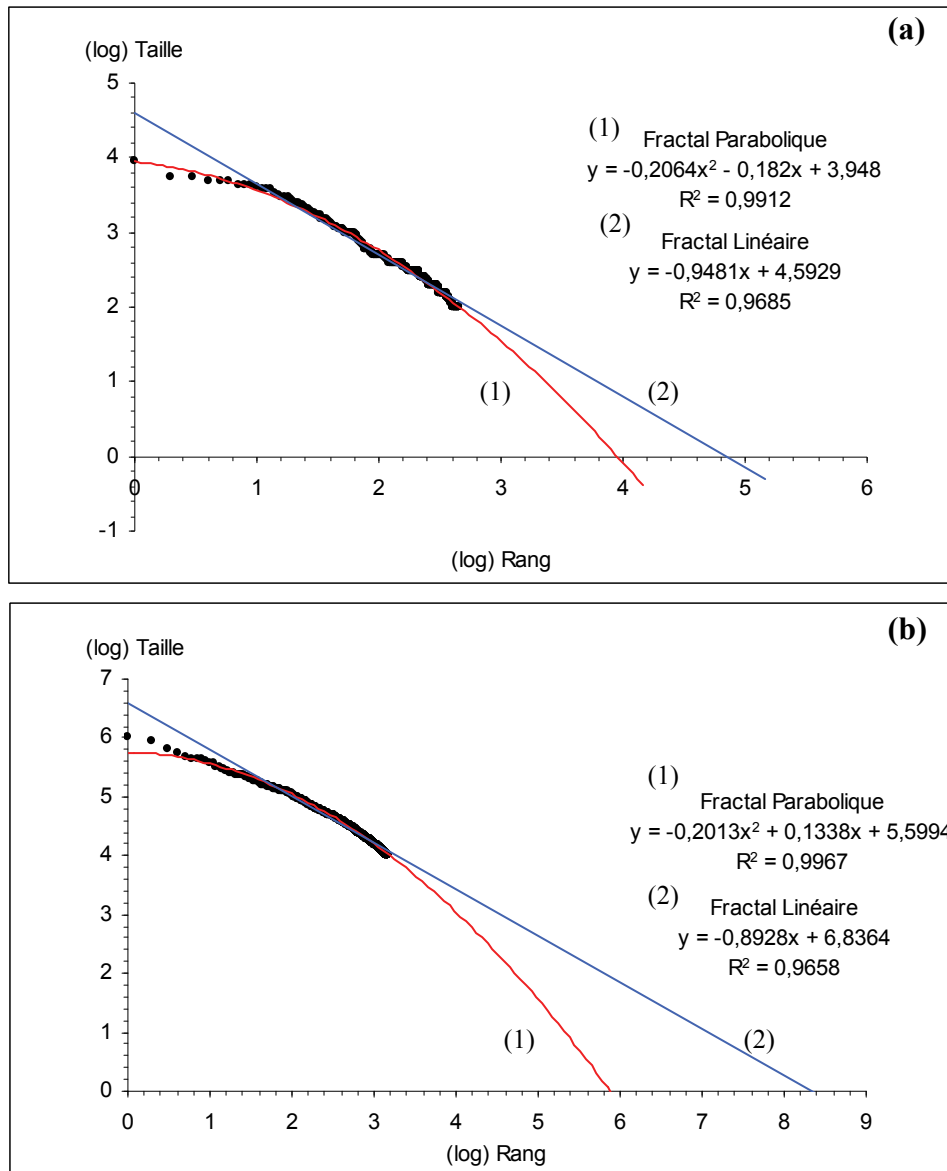 (a)
(log) Taille
5
4
3
2
1
0
-1
0 1 2 3 4 5 6
(log) Rang
(1) Fractal Parabolique
y = -0,2064x² - 0,182x + 3,948
R² = 0,9912
(2) Fractal Linéaire
y = -0,9481x + 4,5929
R² = 0,9685
(1) (2)
(b)
(log) Taille
7
6
5
4
3
2
1
0
0 1 2 3 4 5 6 7 8 9
(log) Rang
(1) Fractal Parabolique
y = -0,2013x² + 0,1338x + 5,5994
R² = 0,9967
(2) Fractal Linéaire
y = -0,8928x + 6,8364
R² = 0,9658
(1) (2)